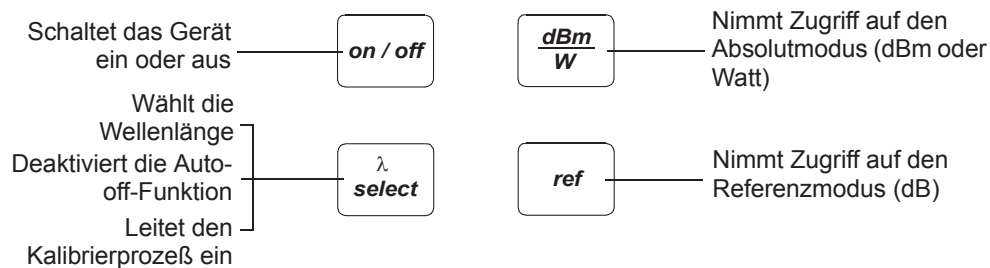 Schaltet das Gerät
ein oder aus
on / off
dBm
W
Nimmt Zugriff auf den
Absolutmodus (dBm oder
Watt)
Wählt die
Wellenlänge
Deaktiviert die Auto-
off-Funktion
Leitet den
Kalibrierprozeß ein
λ
select
ref
Nimmt Zugriff auf den
Referenzmodus (dB)